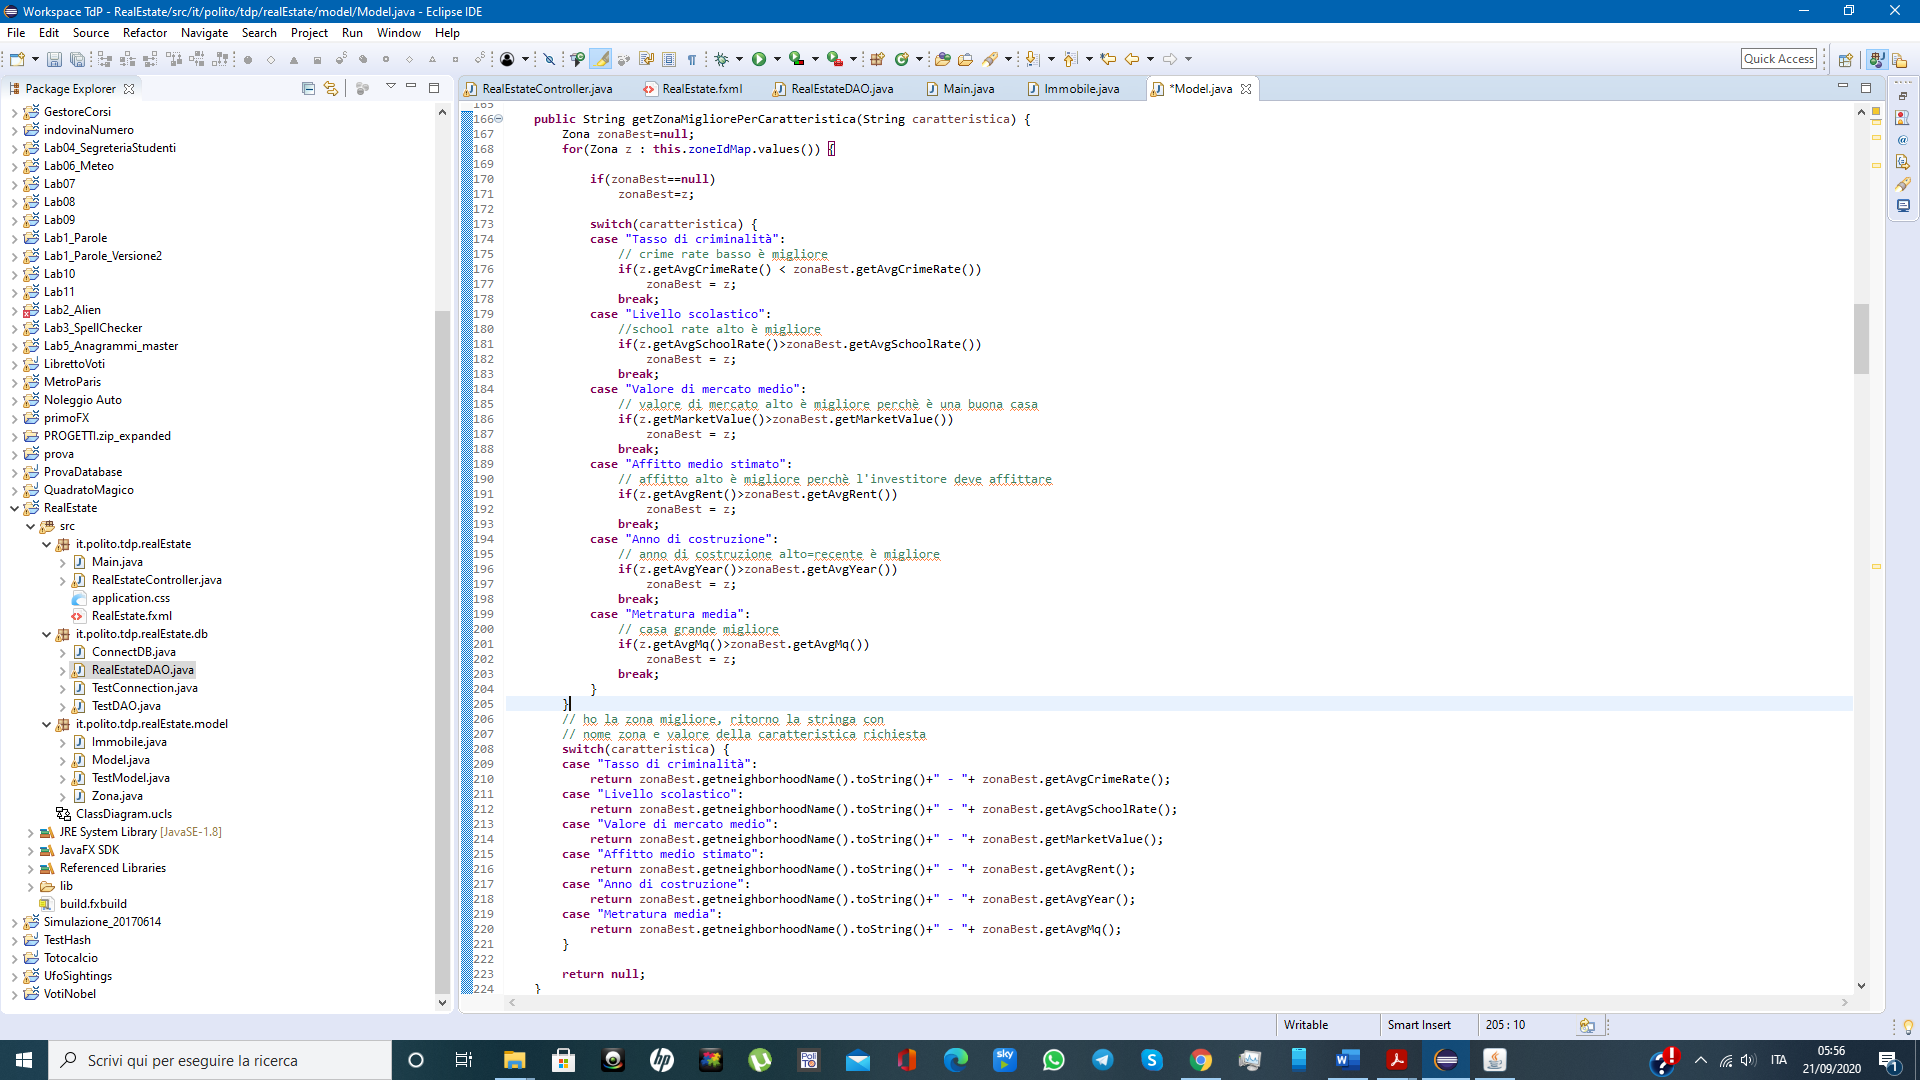 Workspace TdP - RealEstate/src/it/polito/tdp/realEstate/model/Model.java - Eclipse IDE
File Edit Source Refactor Navigate Search Project Run Window Help
Quick Access
Package Explorer
RealEstateController.java RealEstate.fxml RealEstateDAO.java Main.java Immobile.java *Model.java
GestoreCorsi
indovinaNumero
Lab04_SegreteriaStudenti
Lab06_Meteo
Lab07
Lab08
Lab09
Lab1_Parole
Lab1_Parole_Versione2
Lab10
Lab11
Lab2_Alien
Lab3_SpellChecker
Lab5_Anagrammi_master
LibrettoVoti
MetroParis
Noleggio Auto
primoFX
PROGETTI.zip_expanded
prova
ProvaDatabase
QuadratoMagico
RealEstate
src
it.polito.tdp.realEstate
Main.java
RealEstateController.java
application.css
RealEstate.fxml
it.polito.tdp.realEstate.db
ConnectDB.java
RealEstateDAO.java
TestConnection.java
TestDAO.java
it.polito.tdp.realEstate.model
Immobile.java
Model.java
TestModel.java
Zona.java
ClassDiagram.ucls
JRE System Library [JavaSE-1.8]
JavaFX SDK
Referenced Libraries
lib
build.fxbuild
Simulazione_20170614
TestHash
Totocalcio
UfoSightings
VotiNobel
165
166 public String getZonaMigliorePerCaratteristica(String caratteristica) {
167 Zona zonaBest=null;
168 for(Zona z : this.zoneIdMap.values()) {
169
170 if(zonaBest==null)
171 zonaBest=z;
172
173 switch(caratteristica) {
174 case "Tasso di criminalità":
175 // crime rate basso è migliore
176 if(z.getAvgCrimeRate() < zonaBest.getAvgCrimeRate())
177 zonaBest = z;
178 break;
179 case "Livello scolastico":
180 //school rate alto è migliore
181 if(z.getAvgSchoolRate()>zonaBest.getAvgSchoolRate())
182 zonaBest = z;
183 break;
184 case "Valore di mercato medio":
185 // valore di mercato alto è migliore perchè è una buona casa
186 if(z.getMarketValue()>zonaBest.getMarketValue())
187 zonaBest = z;
188 break;
189 case "Affitto medio stimato":
190 // affitto alto è migliore perchè l'investitore deve affittare
191 if(z.getAvgRent()>zonaBest.getAvgRent())
192 zonaBest = z;
193 break;
194 case "Anno di costruzione":
195 // anno di costruzione alto=recente è migliore
196 if(z.getAvgYear()>zonaBest.getAvgYear())
197 zonaBest = z;
198 break;
199 case "Metratura media":
200 // casa grande migliore
201 if(z.getAvgMq()>zonaBest.getAvgMq())
202 zonaBest = z;
203 break;
204 }
205 }
206 // ho la zona migliore, ritorno la stringa con
207 // nome zona e valore della caratteristica richiesta
208 switch(caratteristica) {
209 case "Tasso di criminalità":
210 return zonaBest.getneighborhoodName().toString()+" - "+ zonaBest.getAvgCrimeRate();
211 case "Livello scolastico":
212 return zonaBest.getneighborhoodName().toString()+" - "+ zonaBest.getAvgSchoolRate();
213 case "Valore di mercato medio":
214 return zonaBest.getneighborhoodName().toString()+" - "+ zonaBest.getMarketValue();
215 case "Affitto medio stimato":
216 return zonaBest.getneighborhoodName().toString()+" - "+ zonaBest.getAvgRent();
217 case "Anno di costruzione":
218 return zonaBest.getneighborhoodName().toString()+" - "+ zonaBest.getAvgYear();
219 case "Metratura media":
220 return zonaBest.getneighborhoodName().toString()+" - "+ zonaBest.getAvgMq();
221 }
222
223 return null;
224 }
Writable Smart Insert 205 : 10
Scrivi qui per eseguire la ricerca
ITA
05:56
21/09/2020